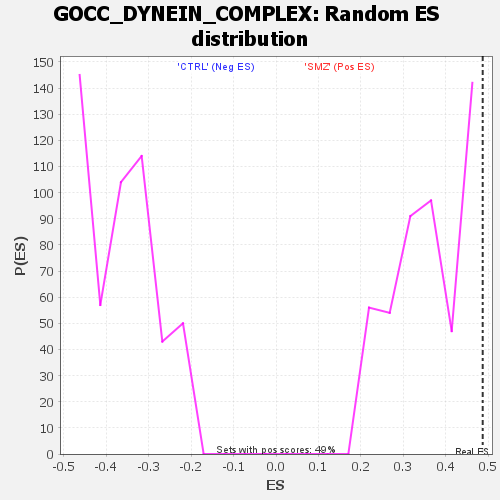 GOCC_DYNEIN_COMPLEX: Random ES
distribution
'CTRL' (Neg ES) 'SMZ' (Pos ES)
150
140
130
120
110
100
90
80
70
60
50
40
30
20
10
0
P(ES)
Sets with pos scores: 49%
Real ES
-0.5 -0.4 -0.3 -0.2 -0.1 0.0 0.1 0.2 0.3 0.4 0.5
ES